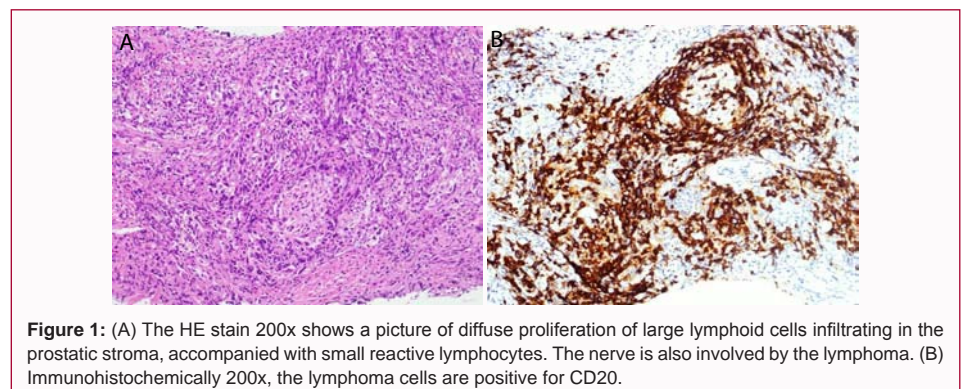 A
B
Figure 1: (A) The HE stain 200x shows a picture of diffuse proliferation of large lymphoid cells infiltrating in the
prostatic stroma, accompanied with small reactive lymphocytes. The nerve is also involved by the lymphoma. (B)
Immunohistochemically 200x, the lymphoma cells are positive for CD20.